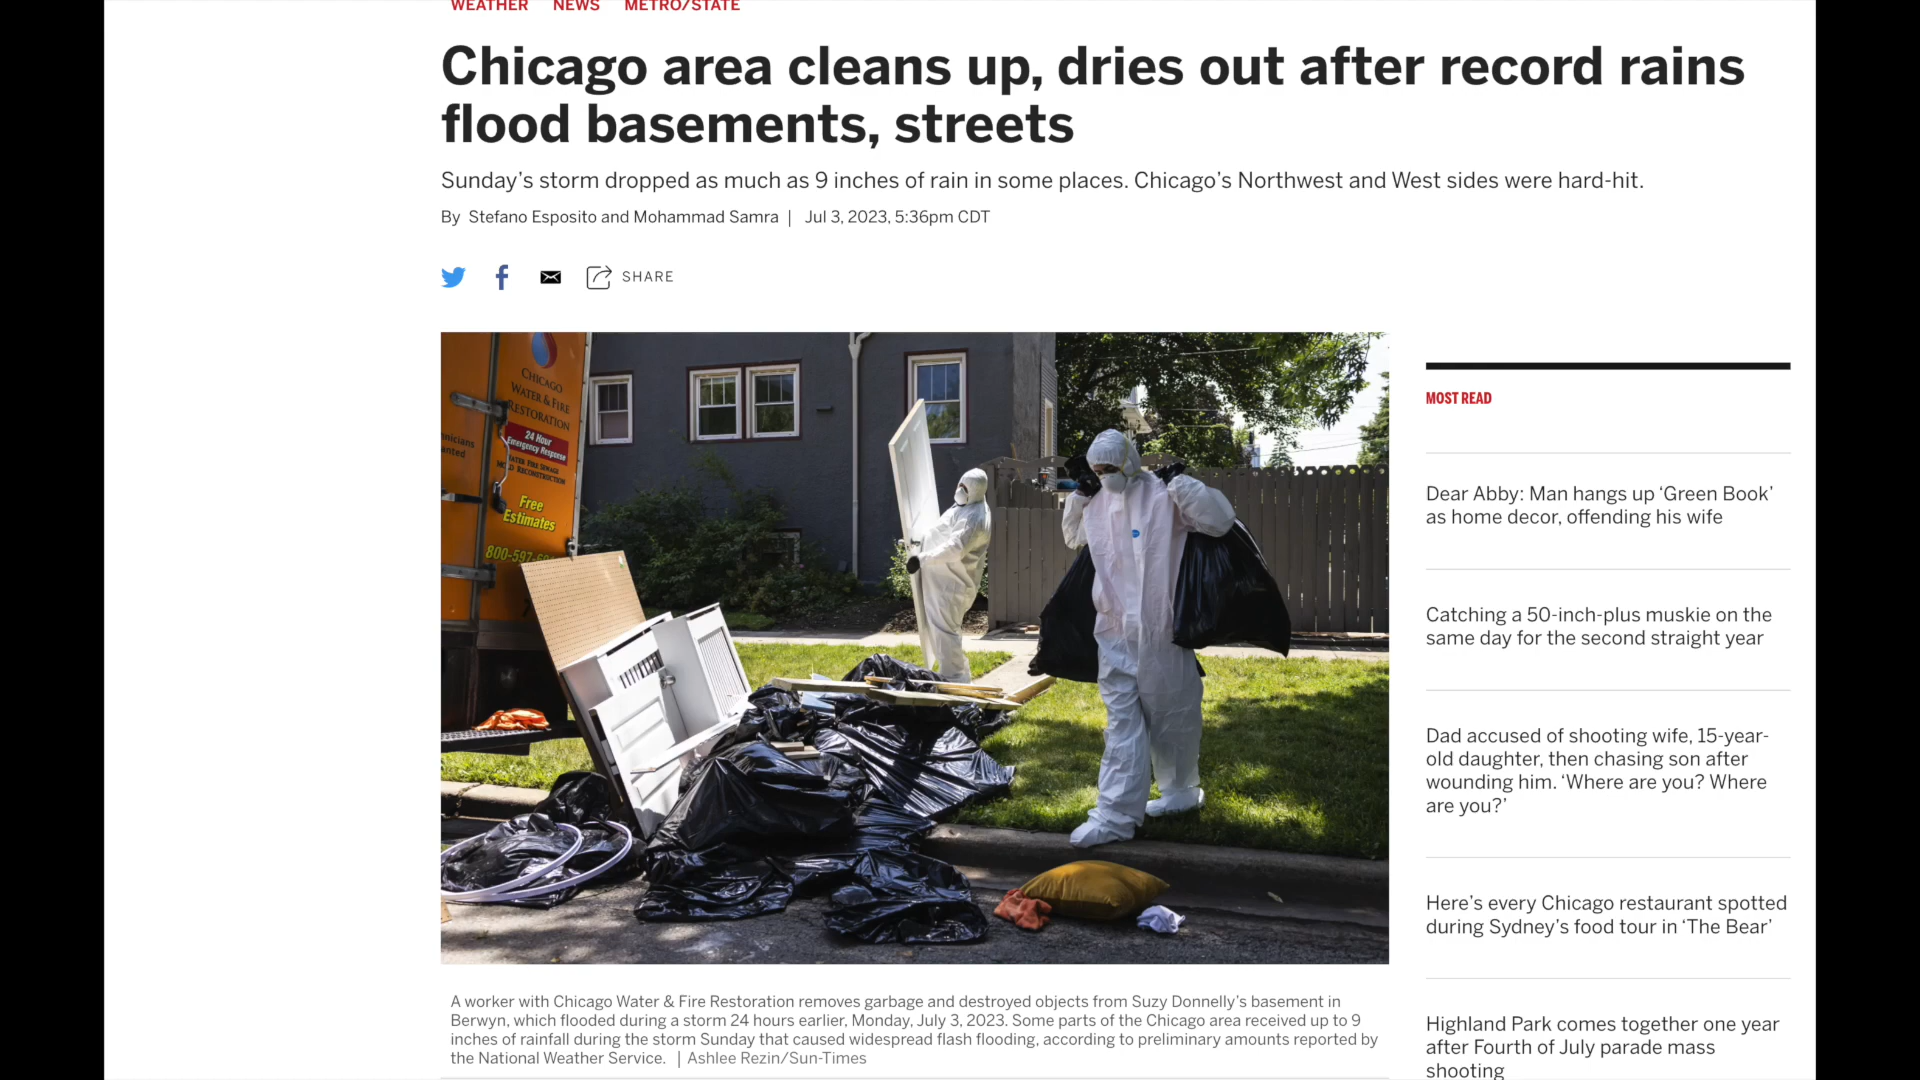 WEATHER NEWS METRO/STATE
Chicago area cleans up, dries out after record rains
flood basements, streets
Sunday’s storm dropped as much as 9 inches of rain in some places. Chicago’s Northwest and West sides were hard-hit.
By Stefano Esposito and Mohammad Samra | Jul 3, 2023, 5:36pm CDT
SHARE
CHICAGO
WATER & FIRE
RESTORATION
24 Hour
Emergency Response
WATER FIRE SEWAGE
MOLD RECONSTRUCTION
Free
Estimates
800-597-
MOST READ
Dear Abby: Man hangs up ‘Green Book’
as home decor, offending his wife
Catching a 50-inch-plus muskie on the
same day for the second straight year
Dad accused of shooting wife, 15-year-
old daughter, then chasing son after
wounding him. ‘Where are you? Where
are you?’
Here’s every Chicago restaurant spotted
during Sydney’s food tour in ‘The Bear’
Highland Park comes together one year
after Fourth of July parade mass
shooting
A worker with Chicago Water & Fire Restoration removes garbage and destroyed objects from Suzy Donnelly’s basement in
Berwyn, which flooded during a storm 24 hours earlier, Monday, July 3, 2023. Some parts of the Chicago area received up to 9
inches of rainfall during the storm Sunday that caused widespread flash flooding, according to preliminary amounts reported by
the National Weather Service. | Ashlee Rezin/Sun-Times